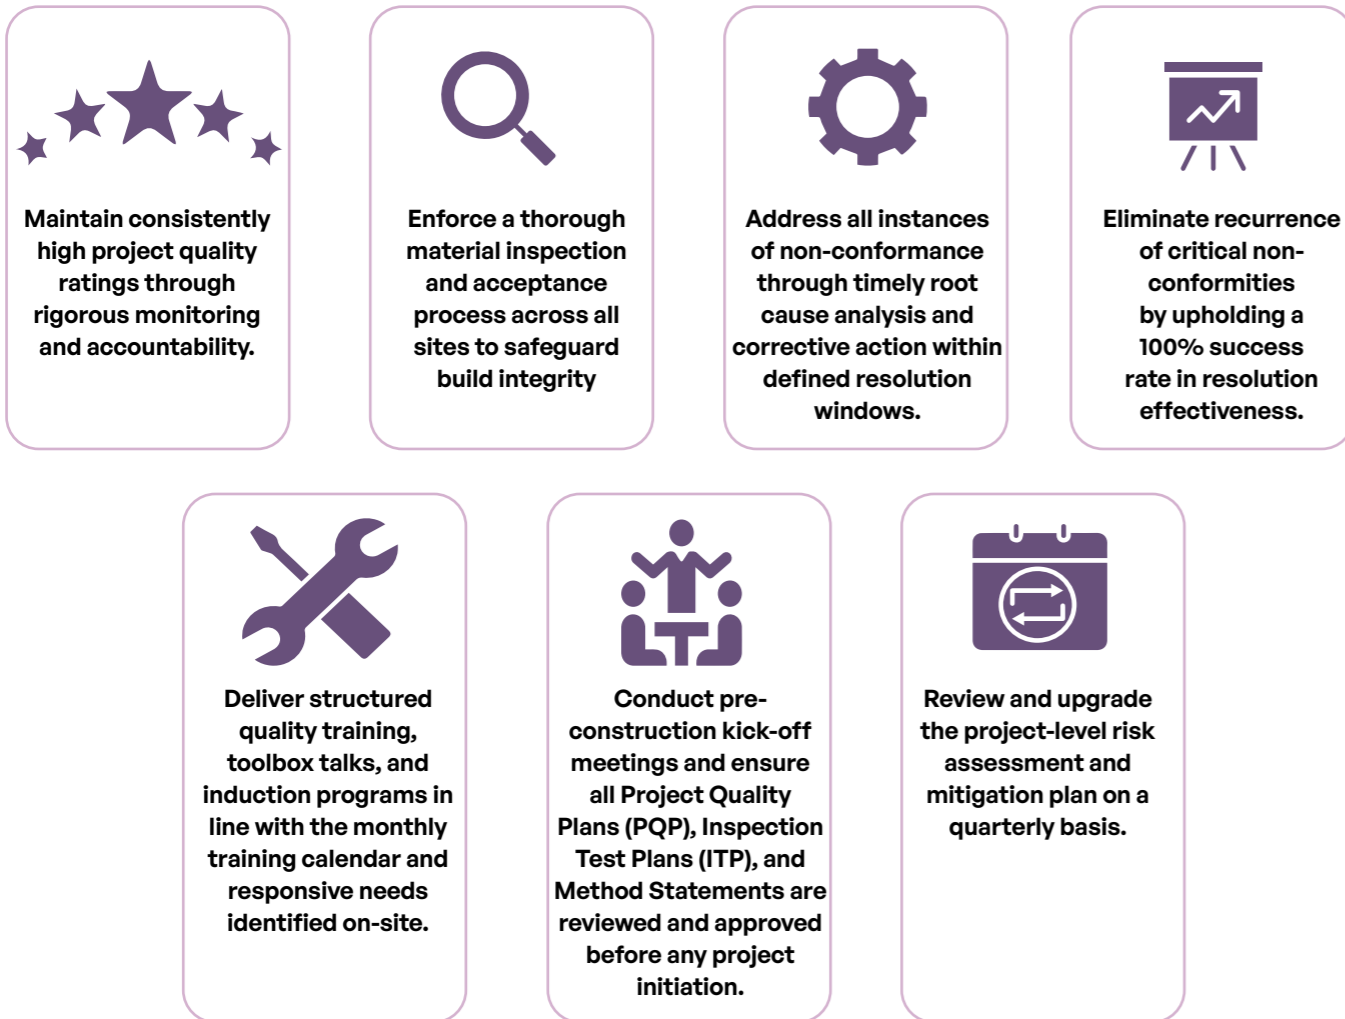 Maintain consistently
high project quality
ratings through
rigorous monitoring
and accountability.
Enforce a thorough
material inspection
and acceptance
process across all
sites to safeguard
build integrity
Address all instances
of non-conformance
through timely root
cause analysis and
corrective action within
defined resolution
windows.
Eliminate recurrence
of critical non-
conformities
by upholding a
100% success
rate in resolution
effectiveness.
Deliver structured
quality training,
toolbox talks, and
induction programs in
line with the monthly
training calendar and
responsive needs
identified on-site.
Conduct pre-
construction kick-off
meetings and ensure
all Project Quality
Plans (PQP), Inspection
Test Plans (ITP), and
Method Statements are
reviewed and approved
before any project
initiation.
Review and upgrade
the project-level risk
assessment and
mitigation plan on a
quarterly basis.